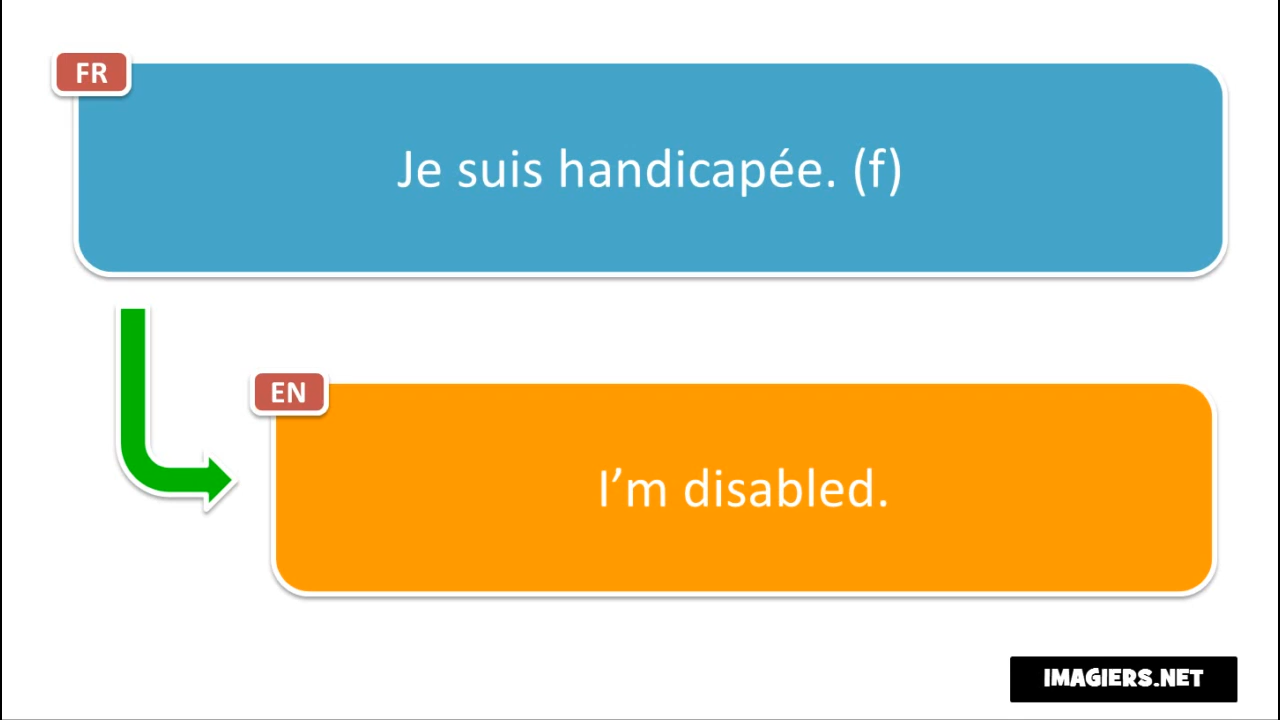 FR
Je suis handicapée. (f)
EN
I’m disabled.
IMAGIERS.NET